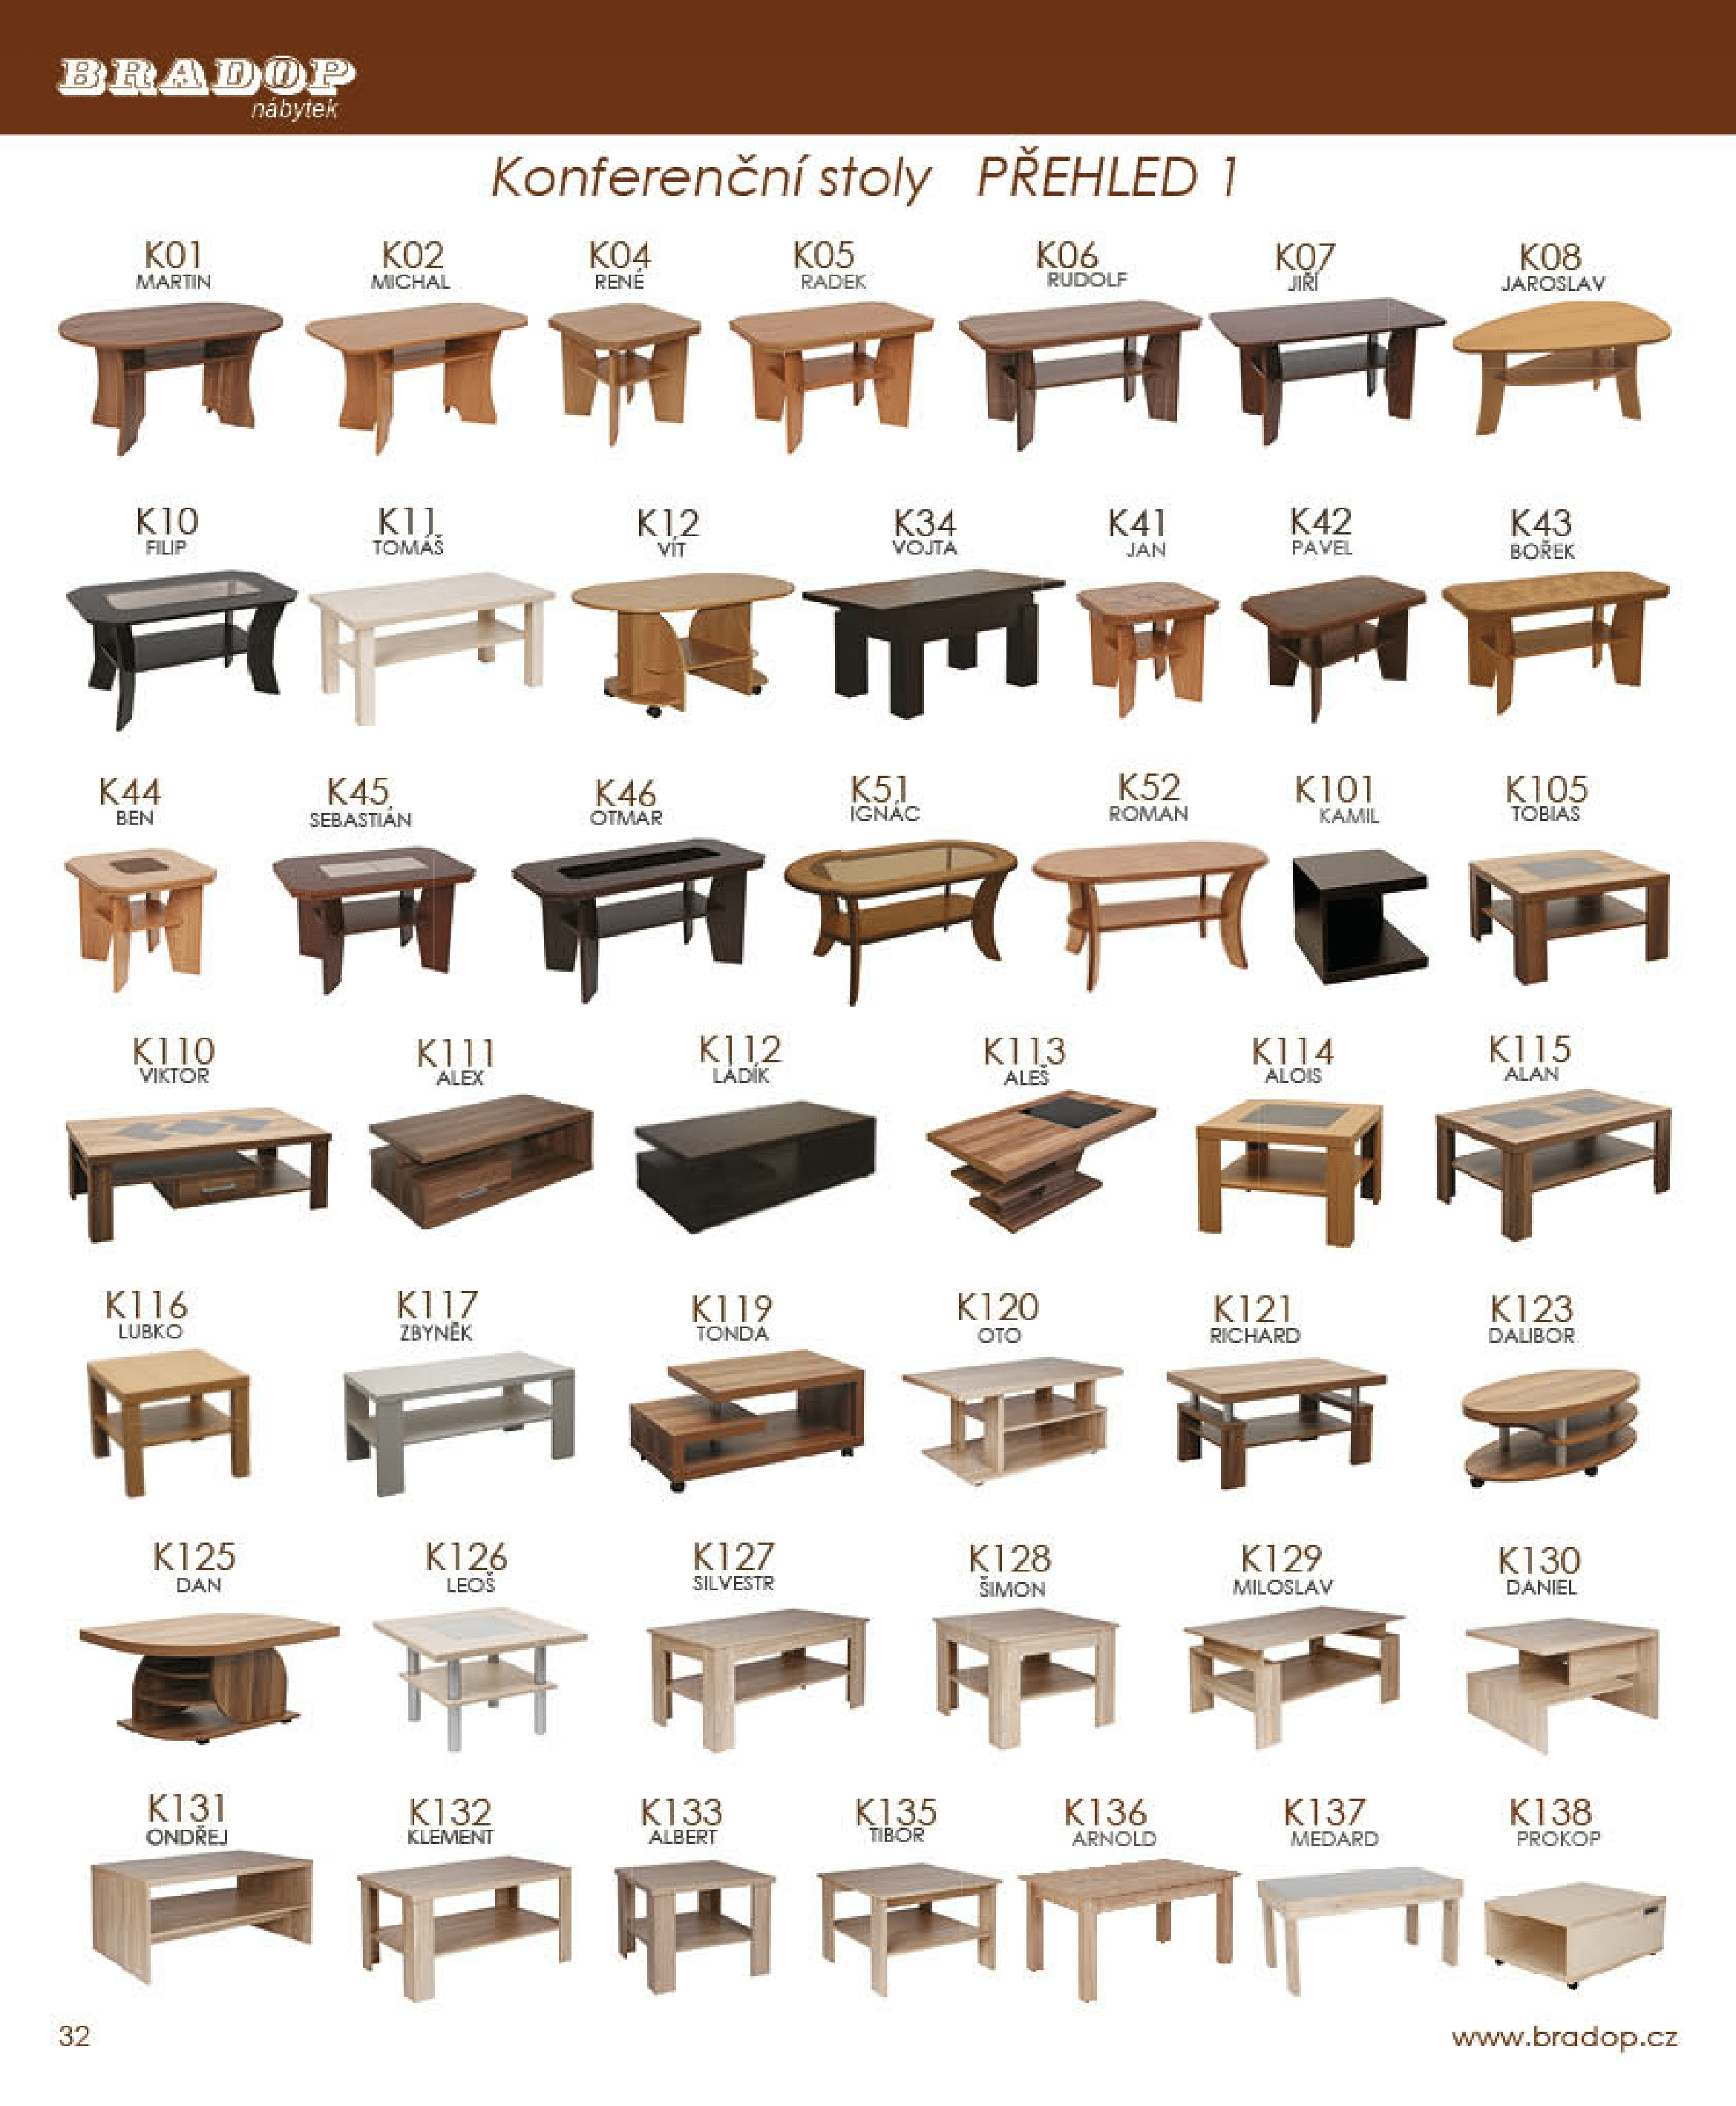 BRADOP
nábytek
Konferenční stoly PŘEHLED 1
K01 K02 K04 K05 K06 K07 K08
MARTIN MICHAL RENÉ RADEK RUDOLF JIŘÍ JAROSLAV
K10 K11 K12 K34 K41 K42 K43
FILIP TOMÁŠ VÍT VOJTA JAN PAVEL BOŘEK
K44 K45 K46 K51 K52 K101 K105
BEN SEBASTIÁN OTMAR IGNÁC ROMAN KAMIL TOBIAS
K110 K111 K112 K113 K114 K115
VIKTOR ALEX LÁDÍK ALEŠ ALOIS ALAN
K116 K117 K119 K120 K121 K123
LUBKO ZBYNĚK TONDA OTO RICHARD DALIBOR
K125 K126 K127 K128 K129 K130
DAN LEOŠ SILVESTR ŠIMON MILOSLAV DANIEL
K131 K132 K133 K135 K136 K137 K138
ONDŘEJ KLEMENT ALBERT TIBOR ARNOLD MEDARD PROKOP
32 www.bradop.cz